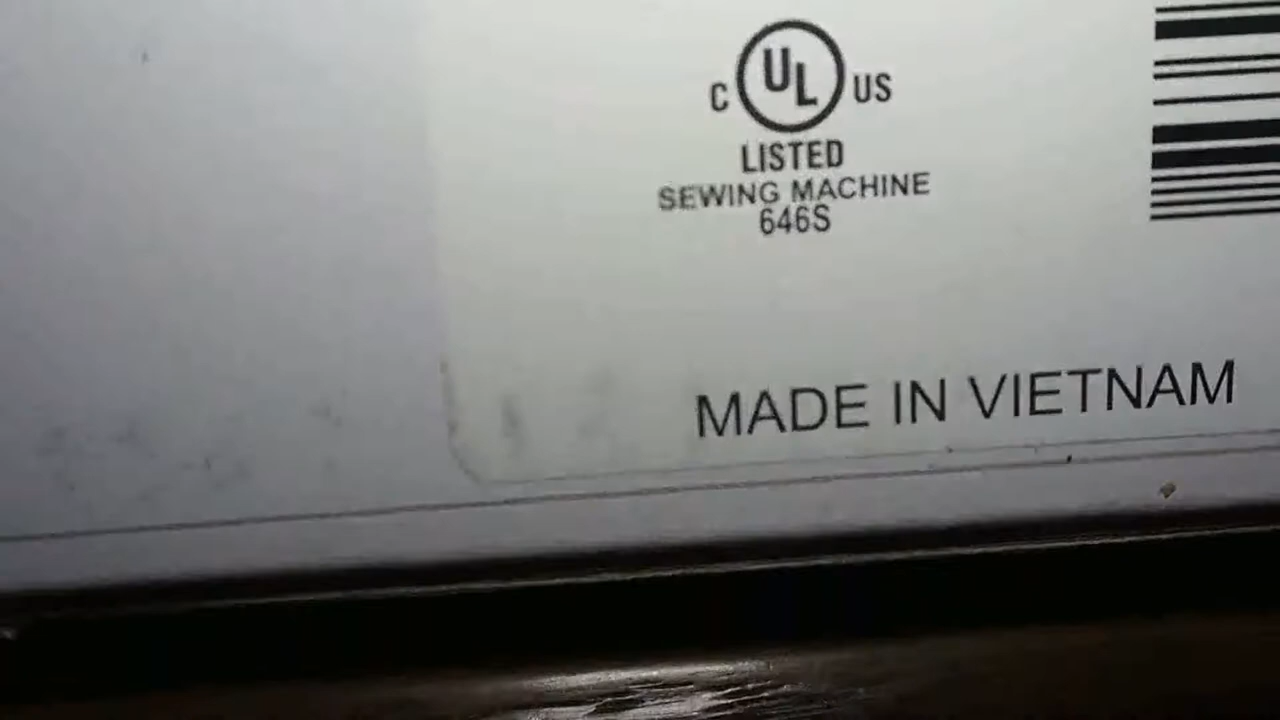 C UL US
LISTED
SEWING MACHINE
646S
MADE IN VIETNAM